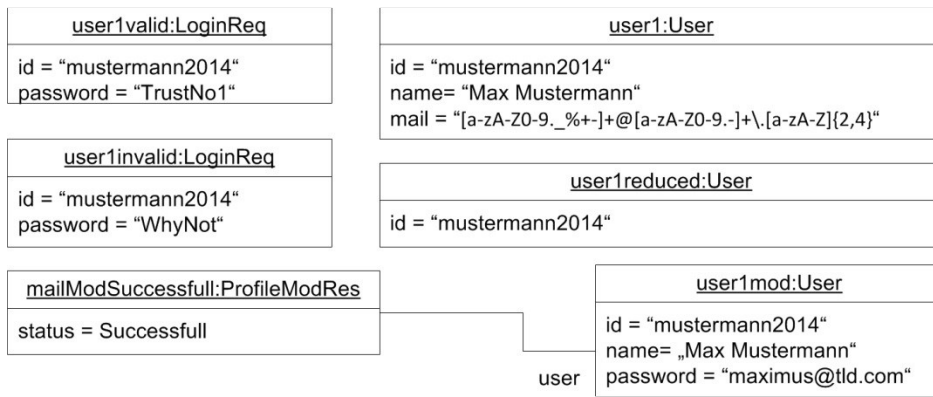 user1valid:LoginReq
id = “mustermann2014“
password = “TrustNo1“
user1:User
id = “mustermann2014“
name= “Max Mustermann“
mail = “[a-zA-Z0-9._%+-]+@[a-zA-Z0-9.-]+\.[a-zA-Z]{2,4}“
user1invalid:LoginReq
id = “mustermann2014“
password = “WhyNot“
user1reduced:User
id = “mustermann2014“
mailModSuccessfull:ProfileModRes
status = Successfull
user1mod:User
id = “mustermann2014“
name= „Max Mustermann“
password = “maximus@tld.com“
user